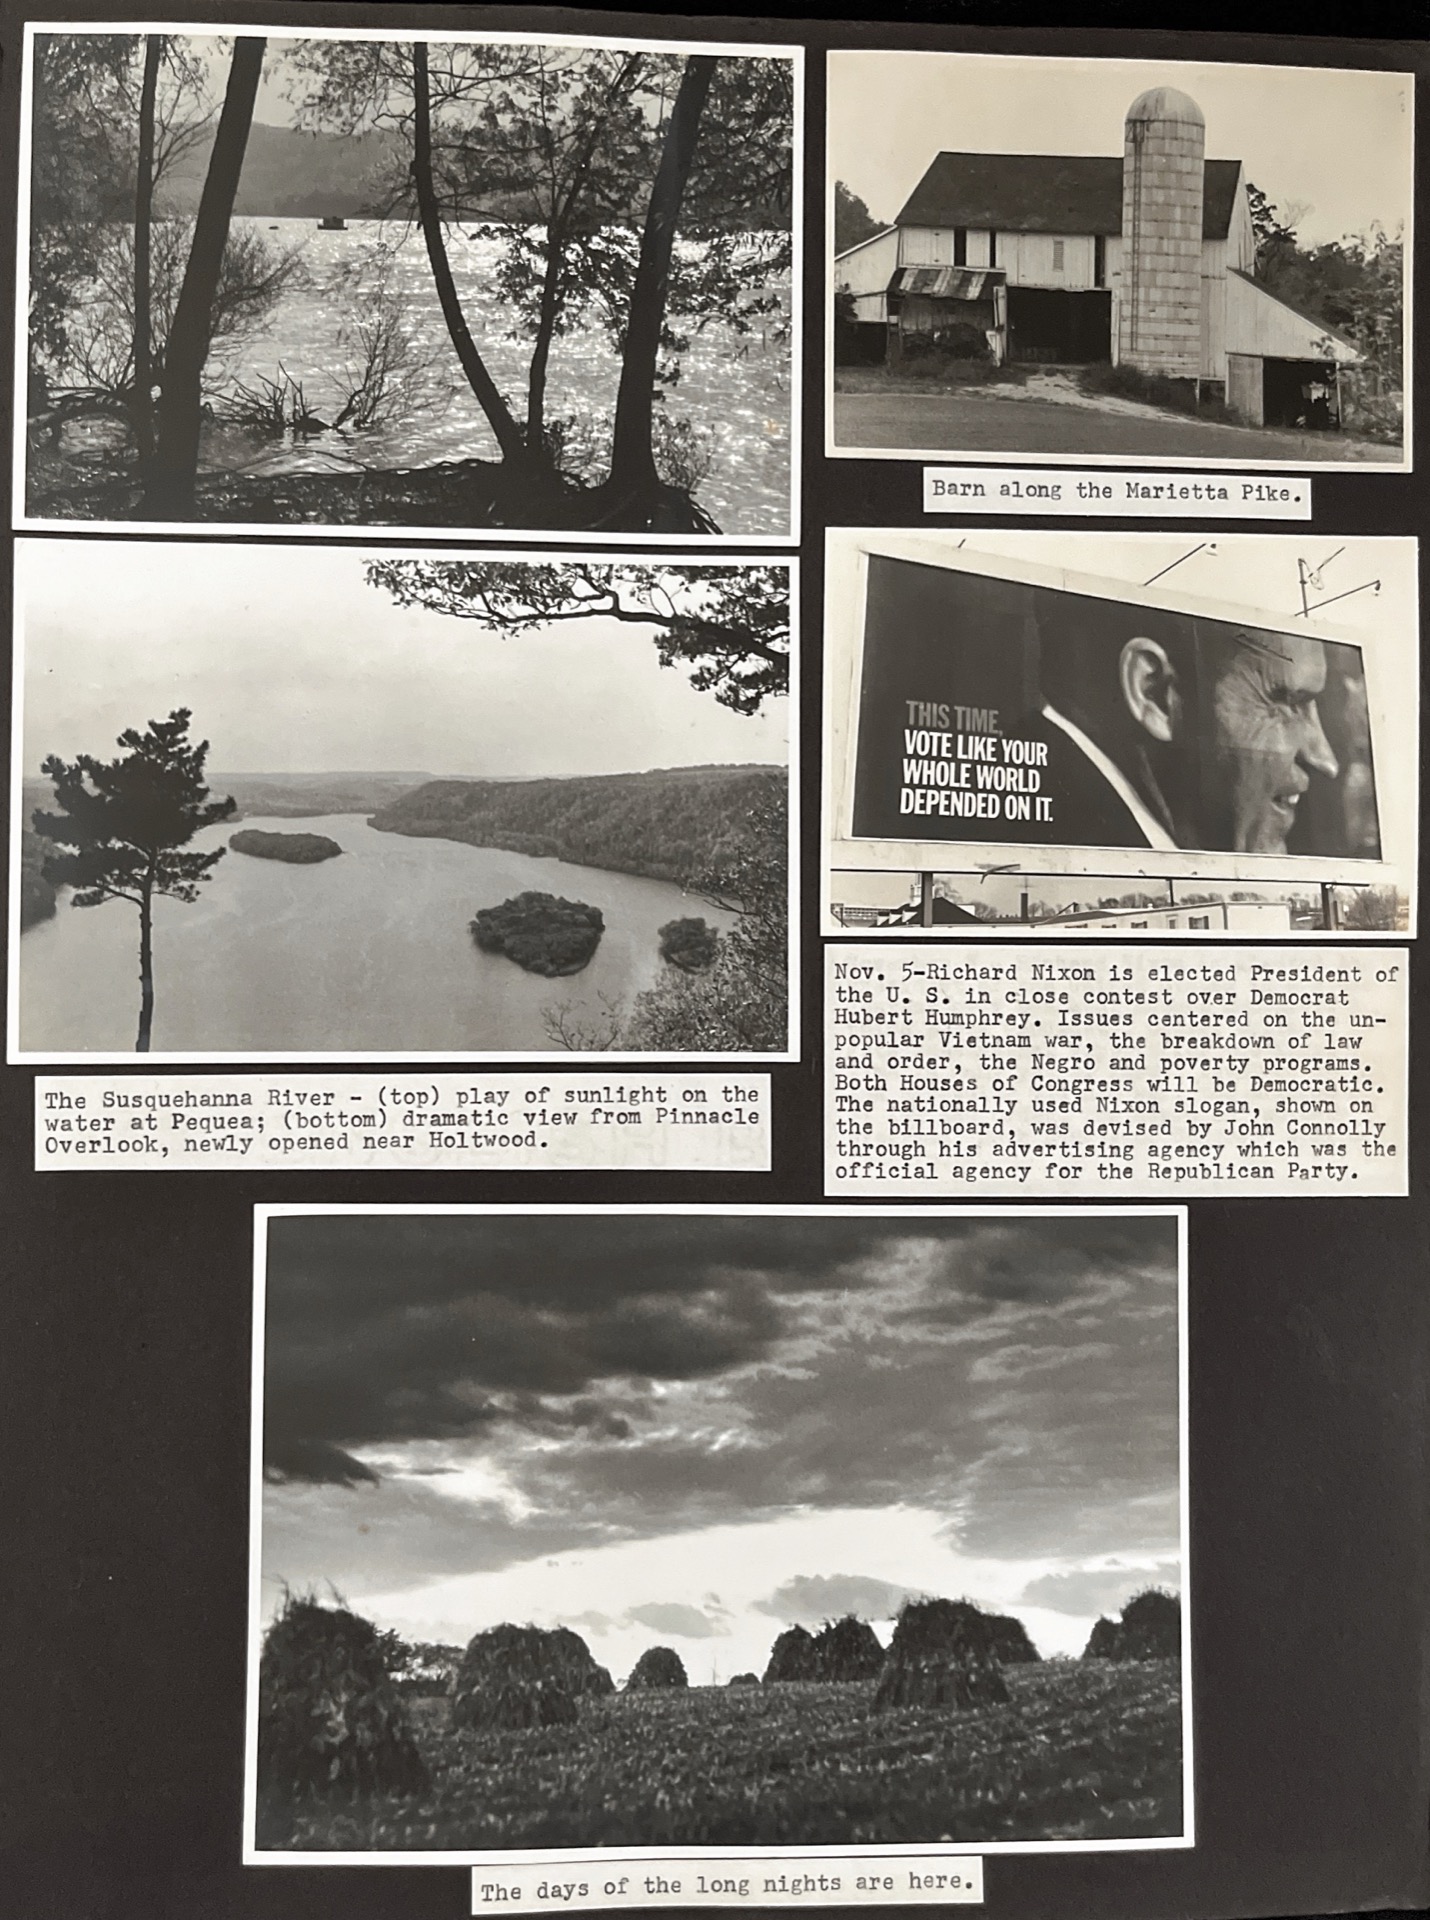 Barn along the Marietta Pike.
THIS TIME,
VOTE LIKE YOUR
WHOLE WORLD
DEPENDED ON IT.
Nov. 5-Richard Nixon is elected President of
the U. S. in close contest over Democrat
Hubert Humphrey. Issues centered on the un-
popular Vietnam war, the breakdown of law
and order, the Negro and poverty programs.
Both Houses of Congress will be Democratic.
The nationally used Nixon slogan, shown on
the billboard, was devised by John Connolly
through his advertising agency which was the
official agency for the Republican Party.
The Susquehanna River - (top) play of sunlight on the
water at Pequea; (bottom) dramatic view from Pinnacle
Overlook, newly opened near Holtwood.
The days of the long nights are here.